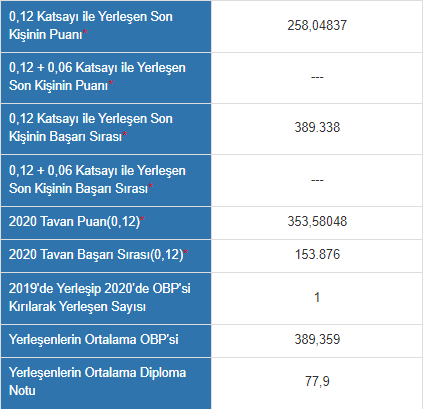 0,12 Katsayı ile Yerleşen Son
Kişinin Puanı*
258,04837
0,12 + 0,06 Katsayı ile Yerleşen
Son Kişinin Puanı*
---
0,12 Katsayı ile Yerleşen Son
Kişinin Başarı Sırası*
389.338
0,12 + 0,06 Katsayı ile Yerleşen
Son Kişinin Başarı Sırası*
---
2020 Tavan Puan(0,12)*
353,58048
2020 Tavan Başarı Sırası(0,12)*
153.876
2019'de Yerleşip 2020'de OBP'si
Kırılarak Yerleşen Sayısı
1
Yerleşenlerin Ortalama OBP'si
389,359
Yerleşenlerin Ortalama Diploma
Notu
77,9